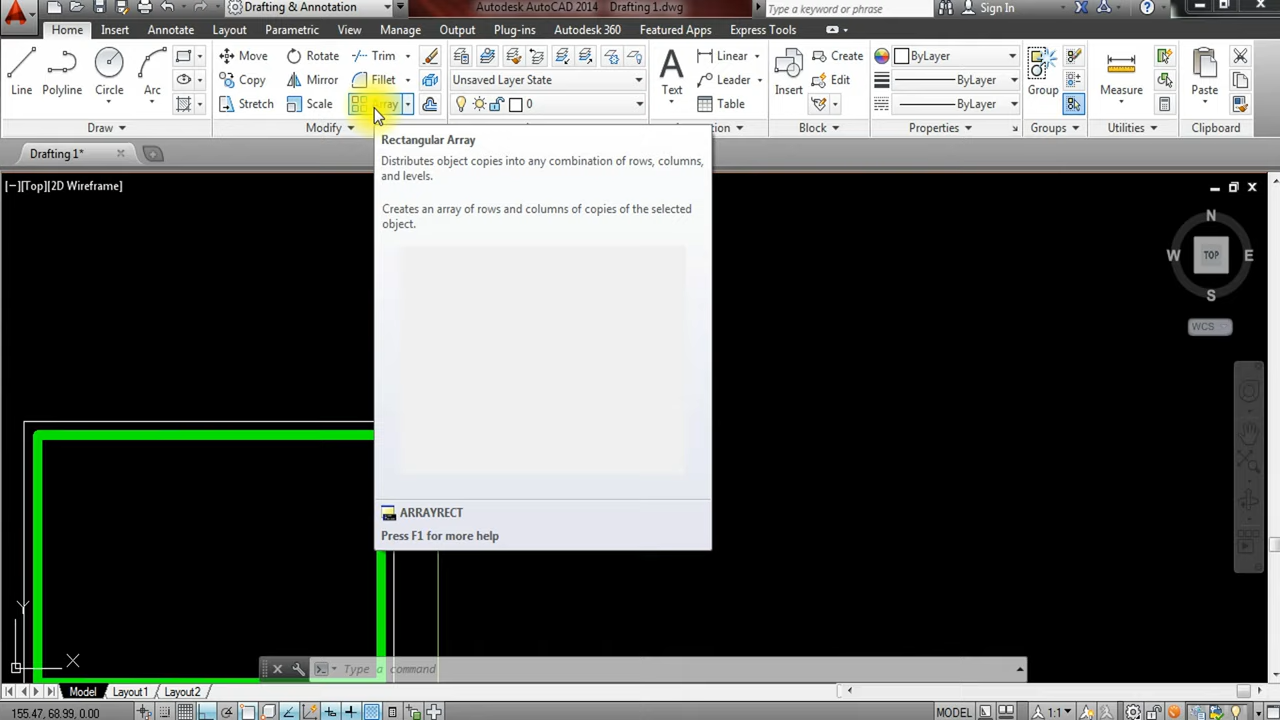 Drafting & Annotation
Autodesk AutoCAD 2014 Drafting 1.dwg
Type a keyword or phrase
Sign In
Home Insert Annotate Layout Parametric View Manage Output Plug-ins Autodesk 360 Featured Apps Express Tools
Line
Polyline
Circle
Arc
Draw
Move
Rotate
Trim
Copy
Mirror
Fillet
Stretch
Scale
Array
Modify
Unsaved Layer State
0
Text
Linear
Leader
Table
Insert
Create
Edit
Block
ByLayer
ByLayer
ByLayer
Properties
Group
Groups
Measure
Utilities
Paste
Clipboard
Drafting 1*
[−][Top][2D Wireframe]
Rectangular Array
Distributes object copies into any combination of rows, columns,
and levels.
Creates an array of rows and columns of copies of the selected
object.
ARRAYRECT
Press F1 for more help
N
W
TOP
E
S
WCS
Y
X
Type a command
Model Layout1 Layout2
155.47, 68.99, 0.00
MODEL
1:1